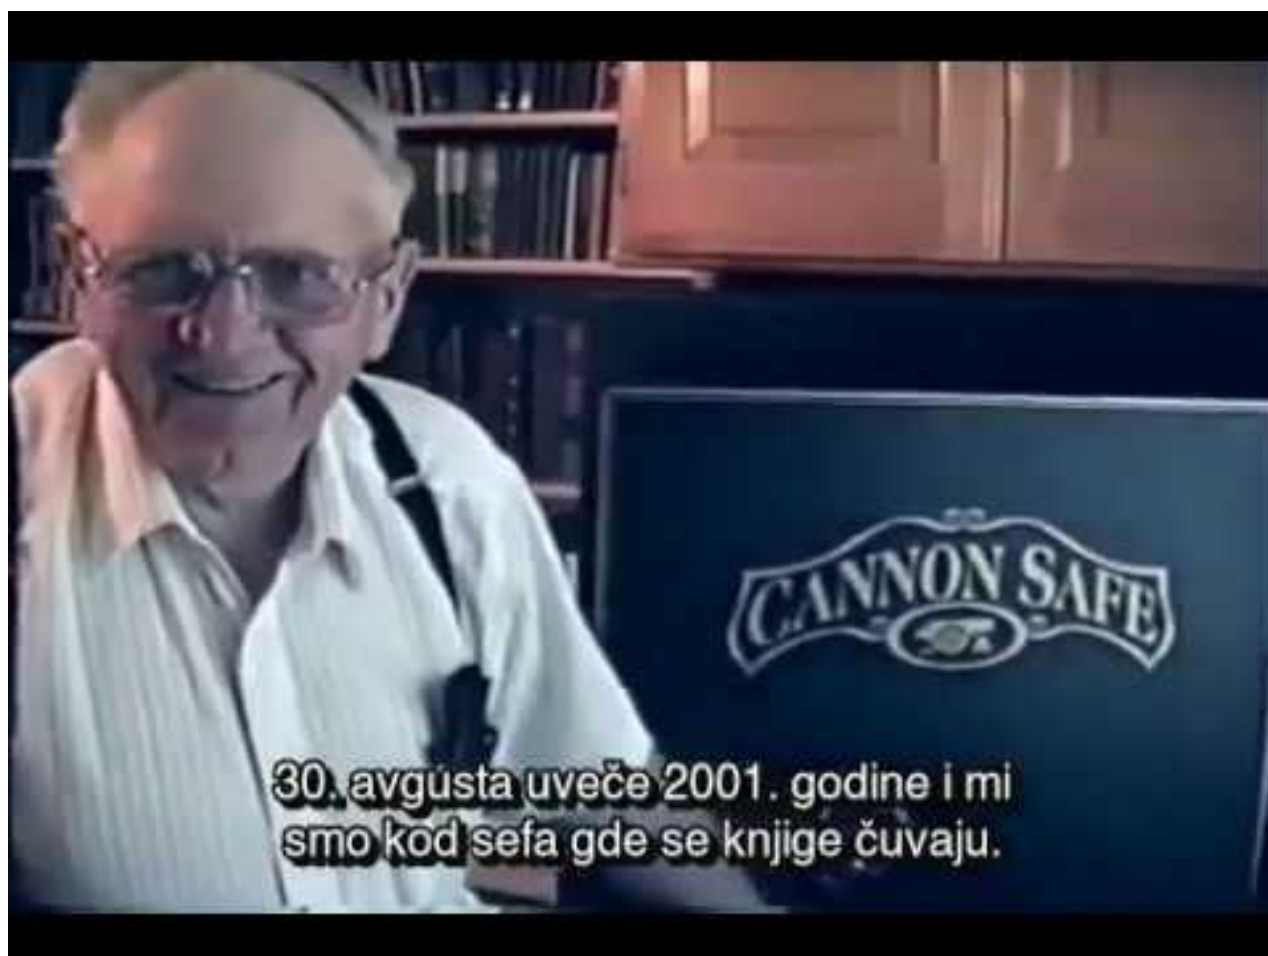 CANNON SAFE
30. avgusta uveče 2001. godine i mi
smo kod sefa gde se knjige čuvaju.